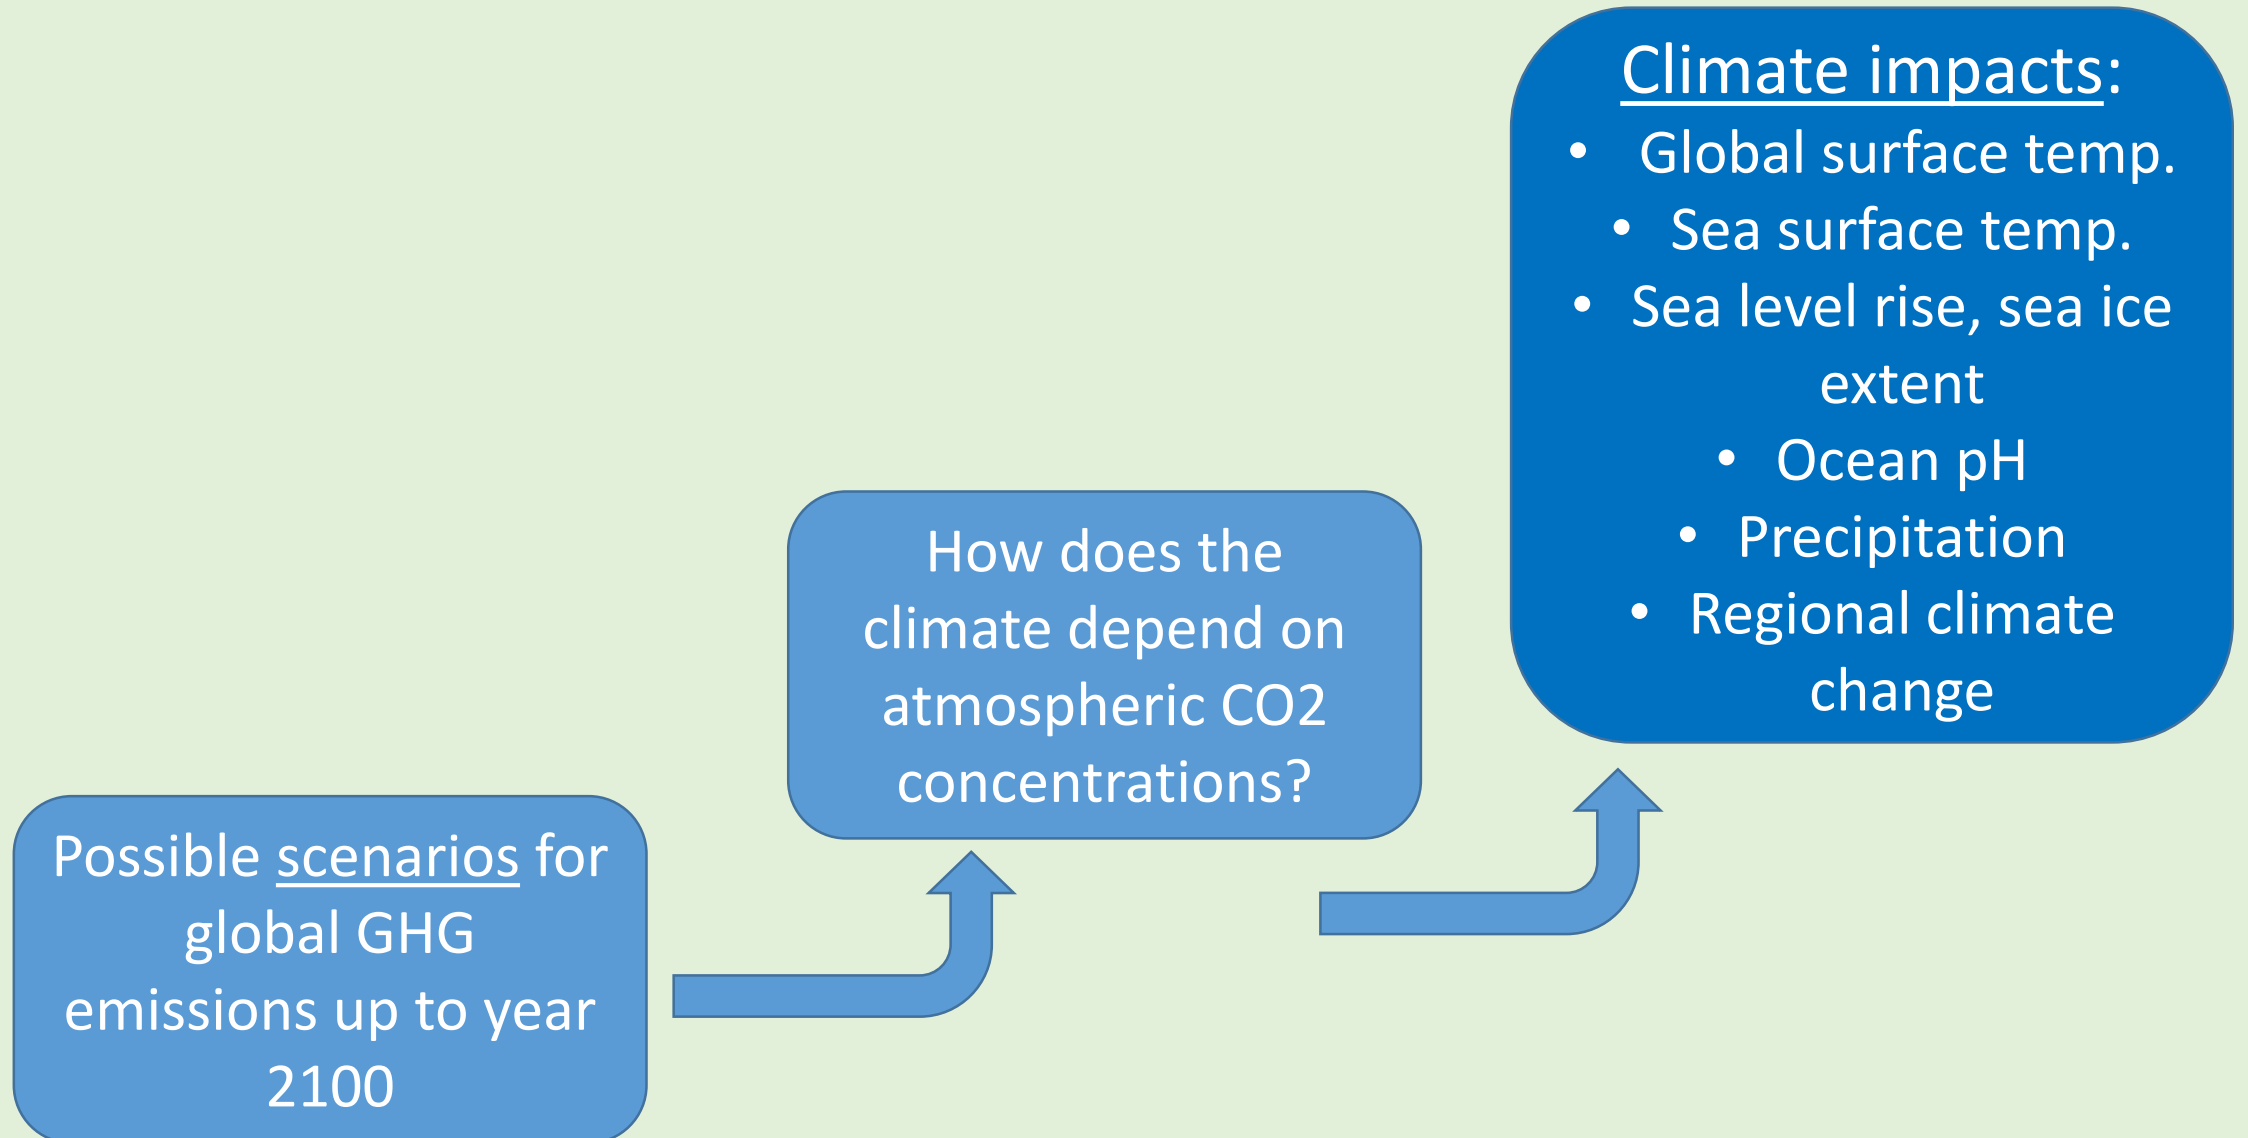 Climate impacts:
• Global surface temp.
• Sea surface temp.
• Sea level rise, sea ice
extent
• Ocean pH
• Precipitation
• Regional climate
change
How does the
climate depend on
atmospheric CO2
concentrations?
Possible scenarios for
global GHG
emissions up to year
2100